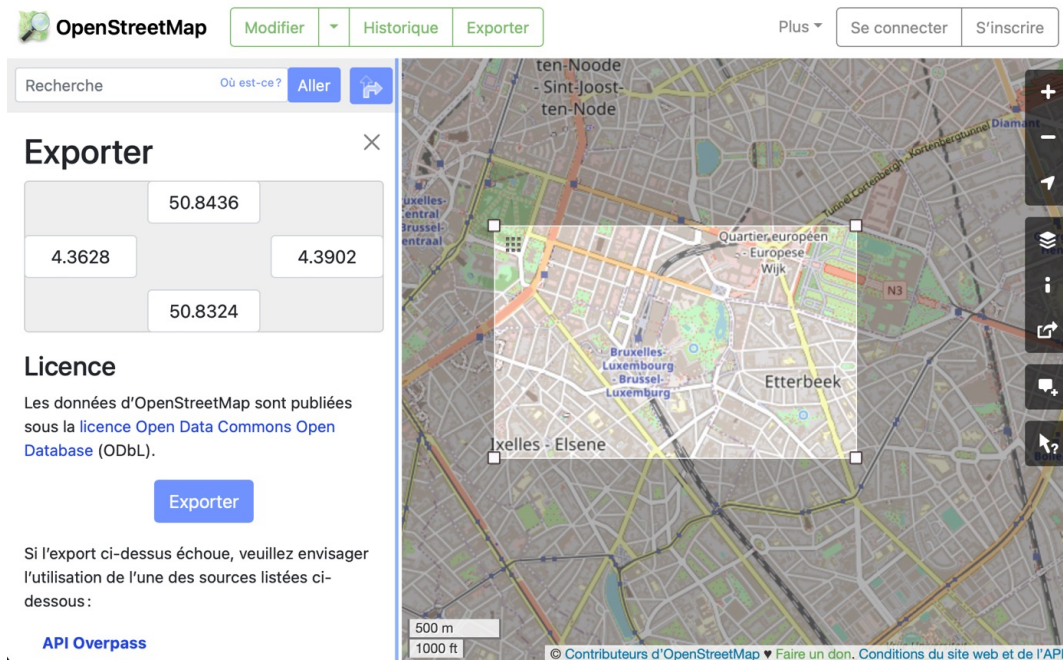 OpenStreetMap
Modifier
Historique
Exporter
Plus
Se connecter
S'inscrire
Recherche
Où est-ce ?
Aller
Exporter
50.8436
4.3628
4.3902
50.8324
Licence
Les données d'OpenStreetMap sont publiées
sous la licence Open Data Commons Open
Database (ODbL).
Exporter
Si l'export ci-dessus échoue, veuillez envisager
l'utilisation de l'une des sources listées ci-
dessous :
API Overpass
ten-Noode
- Sint-Joost-
ten-Node
Diamant
Tunnel Cortenbergh - Kortenbergtunnel
Quartier européen
- Europese
Wijk
N3
Bruxelles-
Luxembourg
- Brussel-
Luxemburg
Etterbeek
Ixelles - Elsene
500 m
1000 ft
© Contributeurs d'OpenStreetMap ♥ Faire un don. Conditions du site web et de l'API